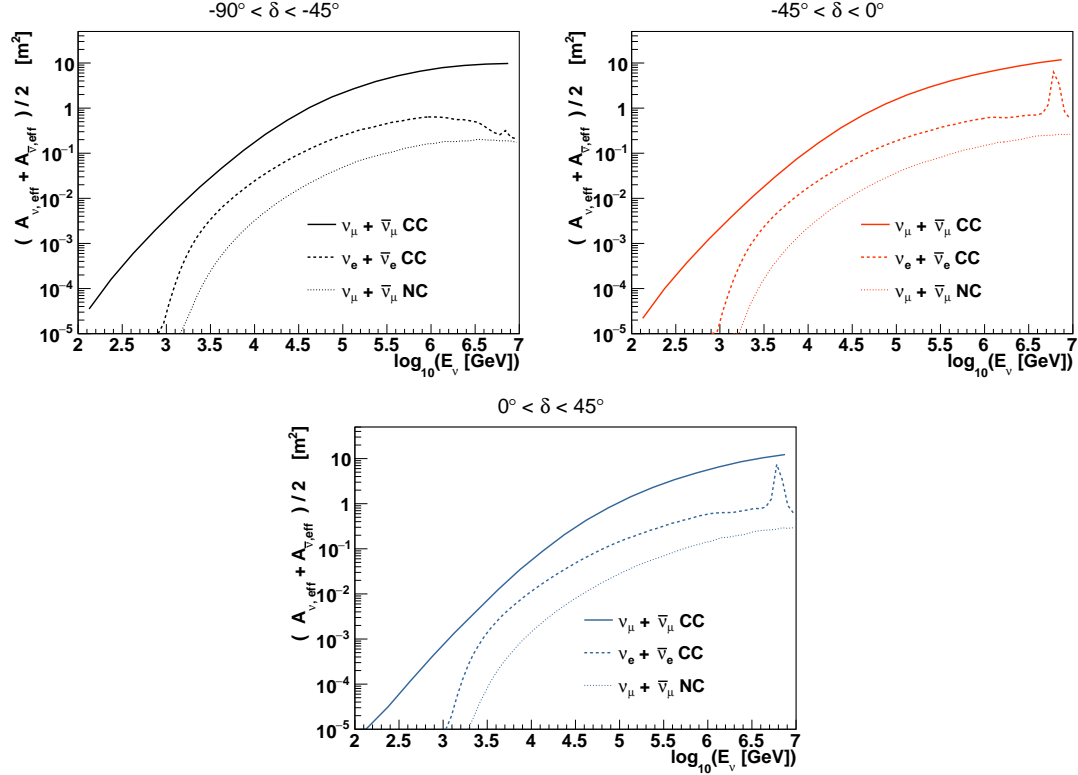 -90° < δ < -45°
( A_ν, eff + A_ν̅,eff ) / 2 [m²]
10
1
10⁻¹
10⁻²
10⁻³
10⁻⁴
10⁻⁵
ν_μ + ν̅_μ CC
ν_e + ν̅_e CC
ν_μ + ν̅_μ NC
2 2.5 3 3.5 4 4.5 5 5.5 6 6.5 7
log₁₀(E_ν [GeV])
-45° < δ < 0°
( A_ν, eff + A_ν̅,eff ) / 2 [m²]
10
1
10⁻¹
10⁻²
10⁻³
10⁻⁴
10⁻⁵
ν_μ + ν̅_μ CC
ν_e + ν̅_e CC
ν_μ + ν̅_μ NC
2 2.5 3 3.5 4 4.5 5 5.5 6 6.5 7
log₁₀(E_ν [GeV])
0° < δ < 45°
( A_ν, eff + A_ν̅,eff ) / 2 [m²]
10
1
10⁻¹
10⁻²
10⁻³
10⁻⁴
10⁻⁵
ν_μ + ν̅_μ CC
ν_e + ν̅_e CC
ν_μ + ν̅_μ NC
2 2.5 3 3.5 4 4.5 5 5.5 6 6.5 7
log₁₀(E_ν [GeV])